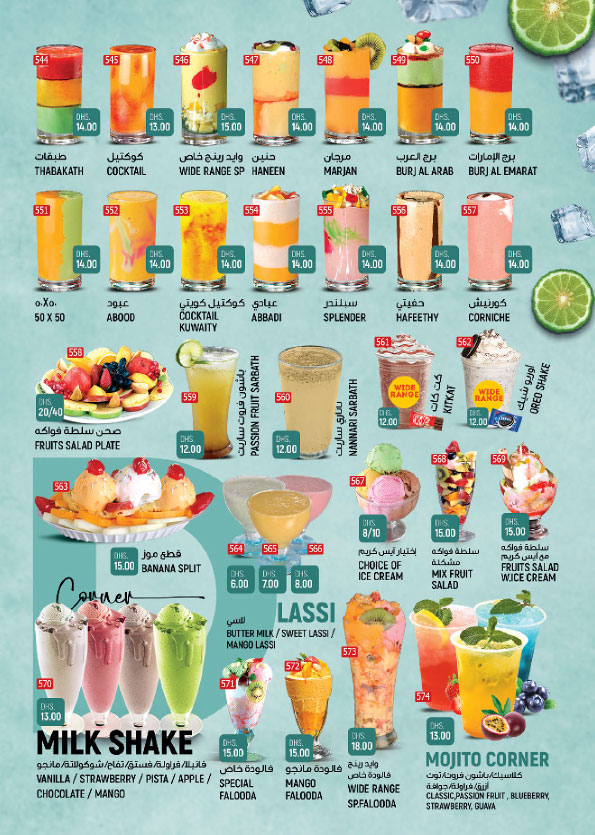 544
545
546
547
548
549
550
DHS. 14.00
DHS. 13.00
DHS. 15.00
DHS. 14.00
DHS. 14.00
DHS. 14.00
DHS. 14.00
طبقات
THABAKATH
كوكتيل
COCKTAIL
وايد رينج خاص
WIDE RANGE SP
حنين
HANEEN
مرجان
MARJAN
برج العرب
BURJ AL ARAB
برج الإمارات
BURJ AL EMARAT
551
552
553
554
555
556
557
DHS. 14.00
DHS. 14.00
DHS. 14.00
DHS. 14.00
DHS. 14.00
DHS. 14.00
DHS. 14.00
٥٠X٥٠
50 X 50
عبود
ABOOD
كوكتيل كويتي
COCKTAIL
KUWAITY
عبادي
ABBADI
سبلندر
SPLENDER
حفيتي
HAFEETHY
كورنيش
CORNICHE
558
DHS. 20/40
صحن سلطة فواكه
FRUITS SALAD PLATE
559
DHS. 12.00
باشون فروت ساربت
PASSION FRUIT SARBATH
560
DHS. 12.00
NANNARI SARBATH
561
WIDE RANGE
DHS. 12.00
كت كات
KITKAT
562
WIDE RANGE
DHS. 12.00
اوريو شيك
OREO SHAKE
563
DHS. 15.00
قطع موز
BANANA SPLIT
564
565
566
DHS. 6.00
DHS. 7.00
DHS. 8.00
لاسي
LASSI
BUTTER MILK / SWEET LASSI /
MANGO LASSI
567
DHS. 8/10
إختيار آيس كريم
CHOICE OF
ICE CREAM
568
DHS. 15.00
سلطة فواكه
مشكلة
MIX FRUIT
SALAD
569
DHS. 15.00
سلطة فواكه
مع آيس كريم
FRUITS SALAD
W.ICE CREAM
Corner
570
DHS. 13.00
MILK SHAKE
فانيلا/فراولة/فستق/تفاح/شوكولاتة/مانجو
VANILLA / STRAWBERRY / PISTA / APPLE /
CHOCOLATE / MANGO
571
DHS. 15.00
فالودة خاص
SPECIAL
FALOODA
572
DHS. 15.00
فالودة مانجو
MANGO
FALOODA
573
DHS. 18.00
وايد رينج
فالودة خاص
WIDE RANGE
SP.FALOODA
574
DHS. 13.00
MOJITO CORNER
كلاسيك/باشون فروت/توت
أزرق/فراولة/جوافة
CLASSIC,PASSION FRUIT , BLUEBERRY,
STRAWBERRY, GUAVA